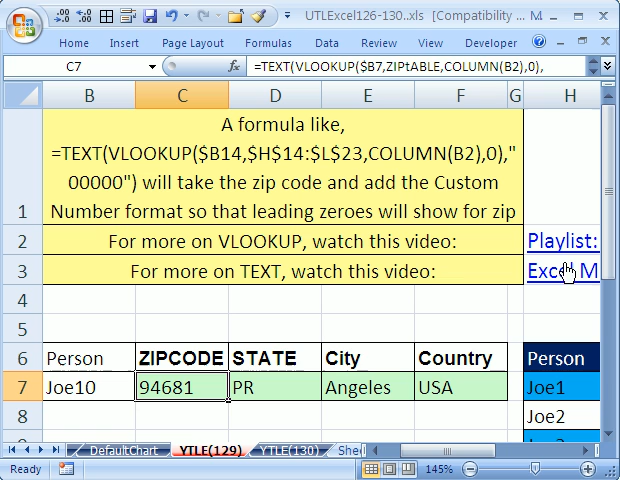 UTLExcel126-130..xls [Compatibility M
Home Insert Page Layout Formulas Data Review View Developer
C7 fx =TEXT(VLOOKUP($B7,ZIPtABLE,COLUMN(B2),0),
B C D E F G H
A formula like,
=TEXT(VLOOKUP($B14,$H$14:$L$23,COLUMN(B2),0),"
00000") will take the zip code and add the Custom
1 Number format so that leading zeroes will show for zip
2 For more on VLOOKUP, watch this video: Playlist:
3 For more on TEXT, watch this video: Excel M
4
5
6 Person ZIPCODE STATE City Country Person
7 Joe10 94681 PR Angeles USA Joe1
8 Joe2
DefaultChart YTLE(129) YTLE(130) She
Ready 145%